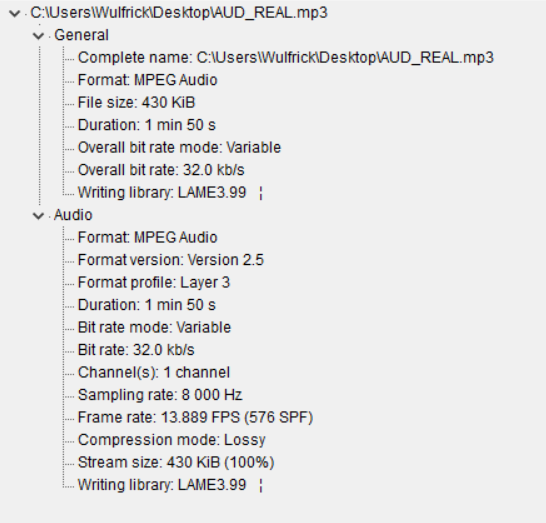 C:\Users\Wulfrick\Desktop\AUD_REAL.mp3
General
Complete name: C:\Users\Wulfrick\Desktop\AUD_REAL.mp3
Format: MPEG Audio
File size: 430 KiB
Duration: 1 min 50 s
Overall bit rate mode: Variable
Overall bit rate: 32.0 kb/s
Writing library: LAME3.99 ¦
Audio
Format: MPEG Audio
Format version: Version 2.5
Format profile: Layer 3
Duration: 1 min 50 s
Bit rate mode: Variable
Bit rate: 32.0 kb/s
Channel(s): 1 channel
Sampling rate: 8 000 Hz
Frame rate: 13.889 FPS (576 SPF)
Compression mode: Lossy
Stream size: 430 KiB (100%)
Writing library: LAME3.99 ¦